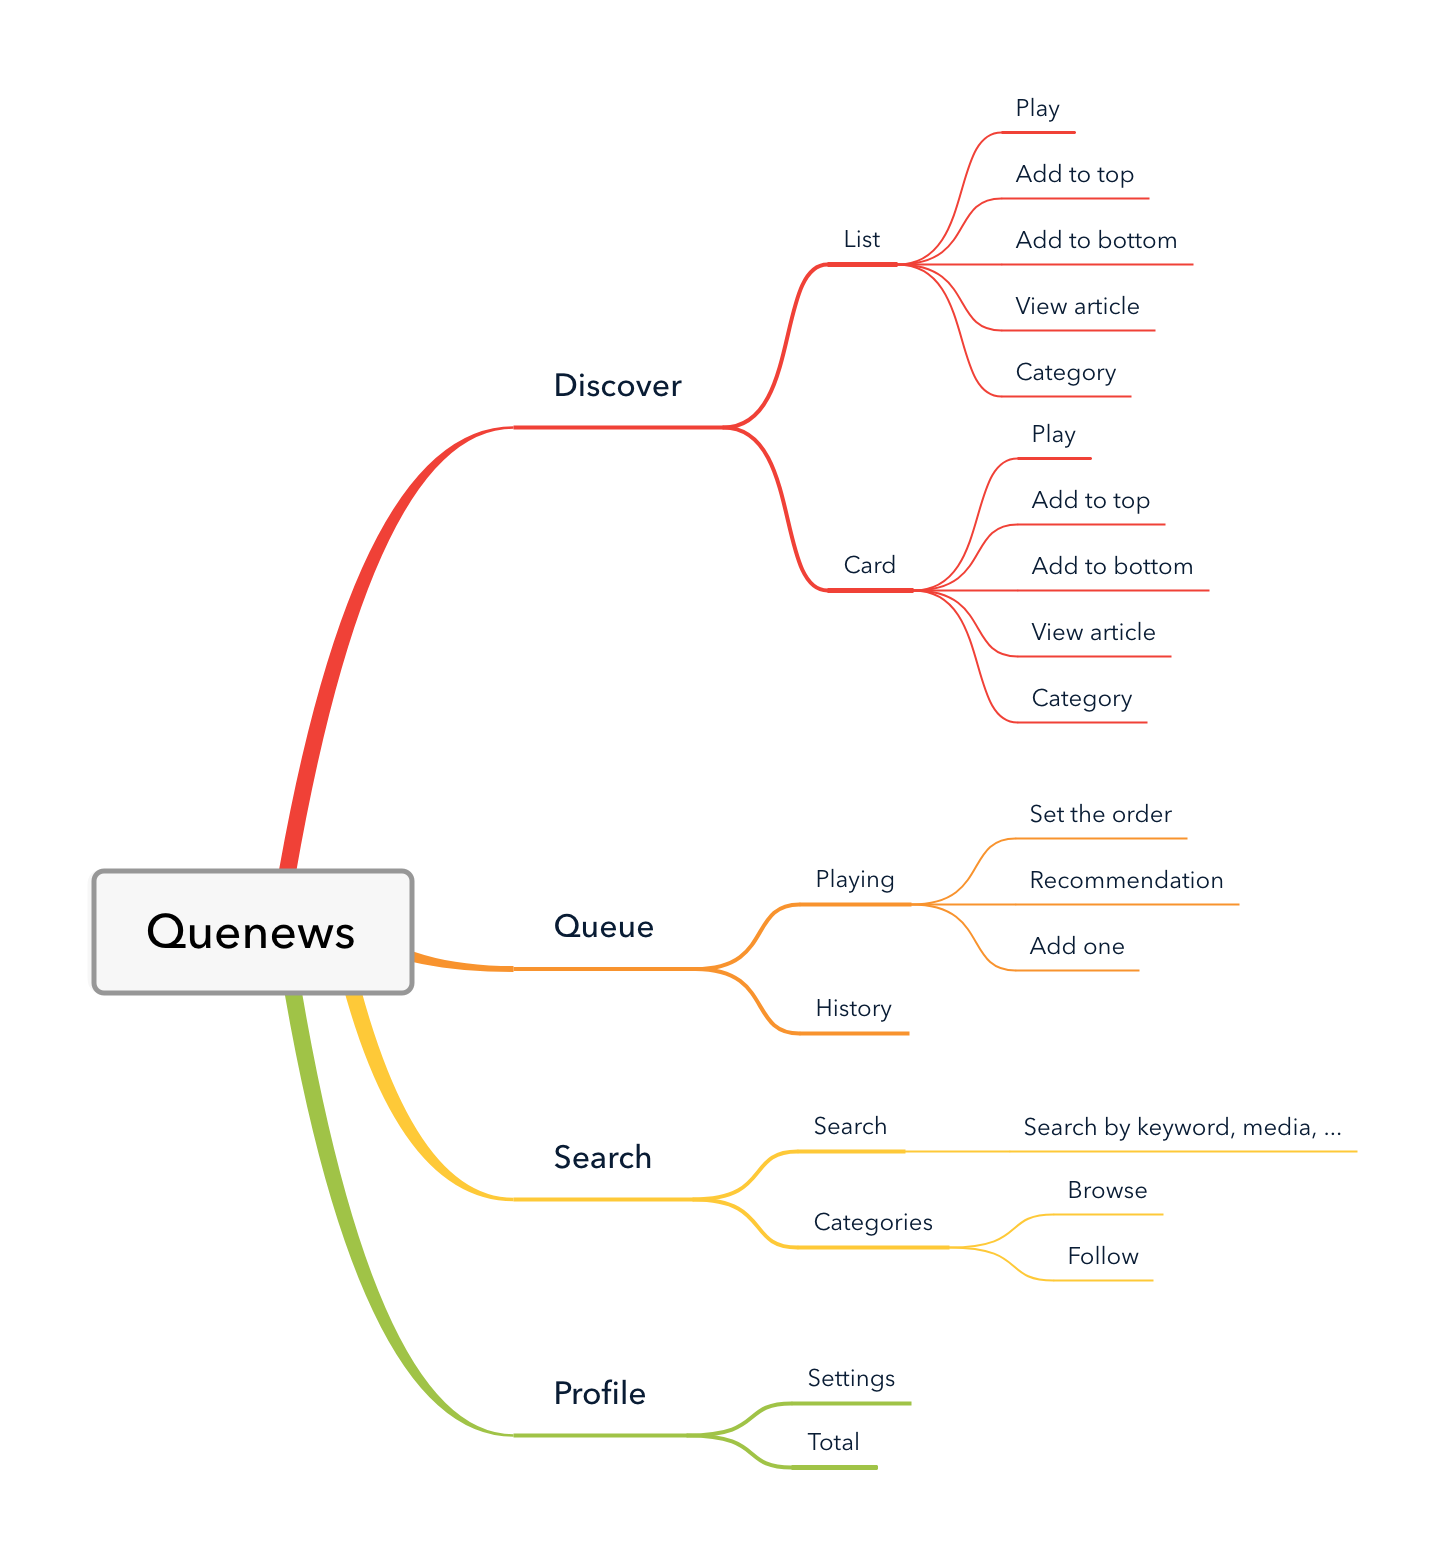 Quenews
Discover
List
Play
Add to top
Add to bottom
View article
Category
Card
Play
Add to top
Add to bottom
View article
Category
Queue
Playing
Set the order
Recommendation
Add one
History
Search
Search
Search by keyword, media, ...
Categories
Browse
Follow
Profile
Settings
Total